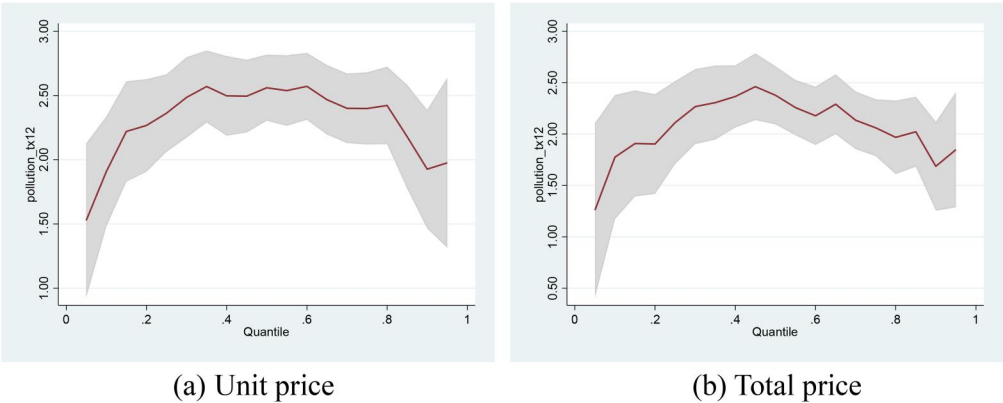 3.00
2.50
2.00
1.50
1.00
pollution_tx12
0 .2 .4 .6 .8 1
Quantile
(a) Unit price
3.00
2.50
2.00
1.50
1.00
0.50
pollution_tx12
0 .2 .4 .6 .8 1
Quantile
(b) Total price